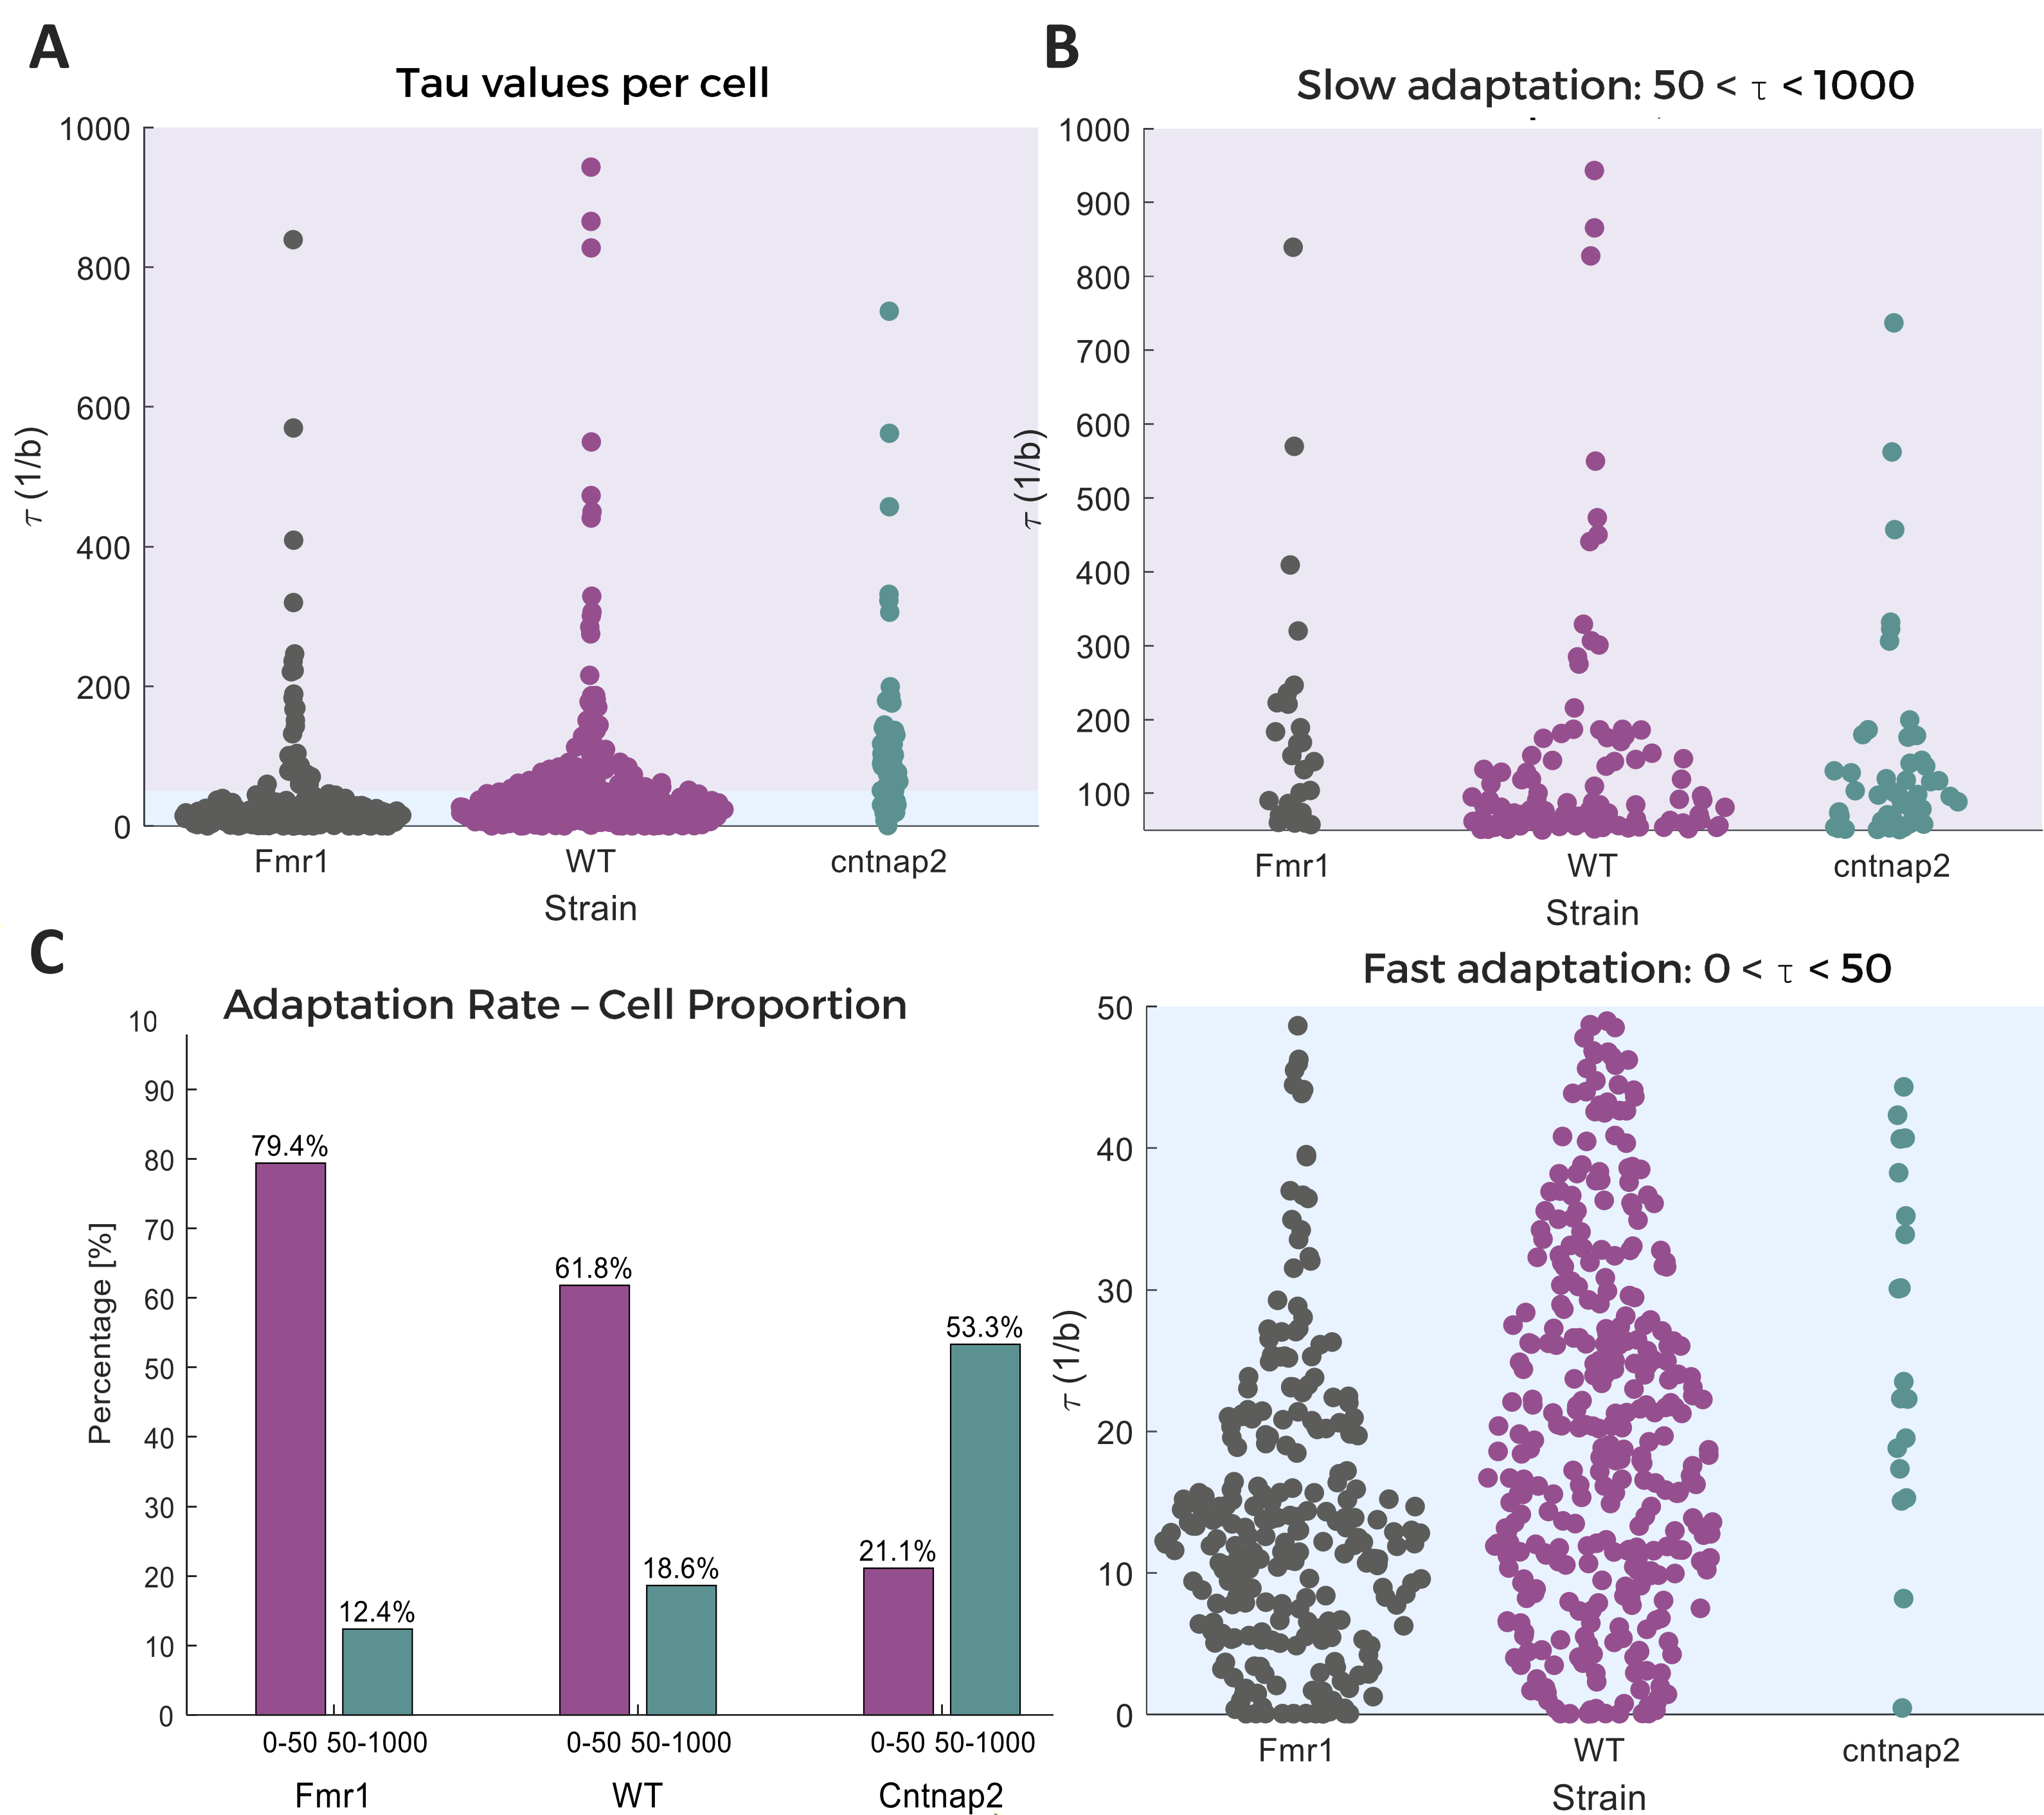 A
Tau values per cell
1000
800
600
400
200
0
τ (1/b)
Fmr1 WT cntnap2
Strain
B
Slow adaptation: 50 < τ < 1000
1000
900
800
700
600
500
400
300
200
100
τ (1/b)
Fmr1 WT cntnap2
Strain
C
Adaptation Rate – Cell Proportion
10
90
80
70
60
50
40
30
20
10
0
Percentage [%]
79.4%
12.4%
61.8%
18.6%
21.1%
53.3%
0-50 50-1000 0-50 50-1000 0-50 50-1000
Fmr1 WT Cntnap2
Fast adaptation: 0 < τ < 50
50
40
30
20
10
0
τ (1/b)
Fmr1 WT cntnap2
Strain